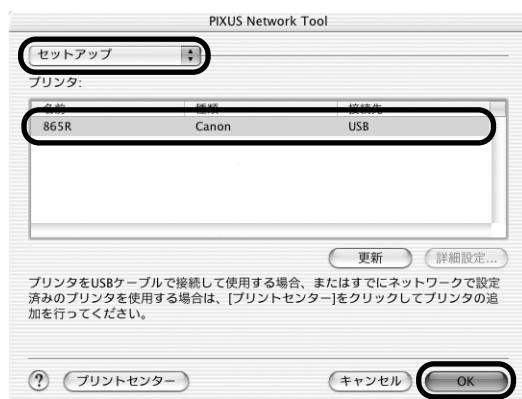 PIXUS Network Tool
セットアップ
プリンタ:
名前 種類 接続先
865R Canon USB
更新 詳細設定...
プリンタをUSBケーブルで接続して使用する場合、またはすでにネットワークで設定
済みのプリンタを使用する場合は、[プリントセンター]をクリックしてプリンタの追
加を行ってください。
? プリントセンター キャンセル OK